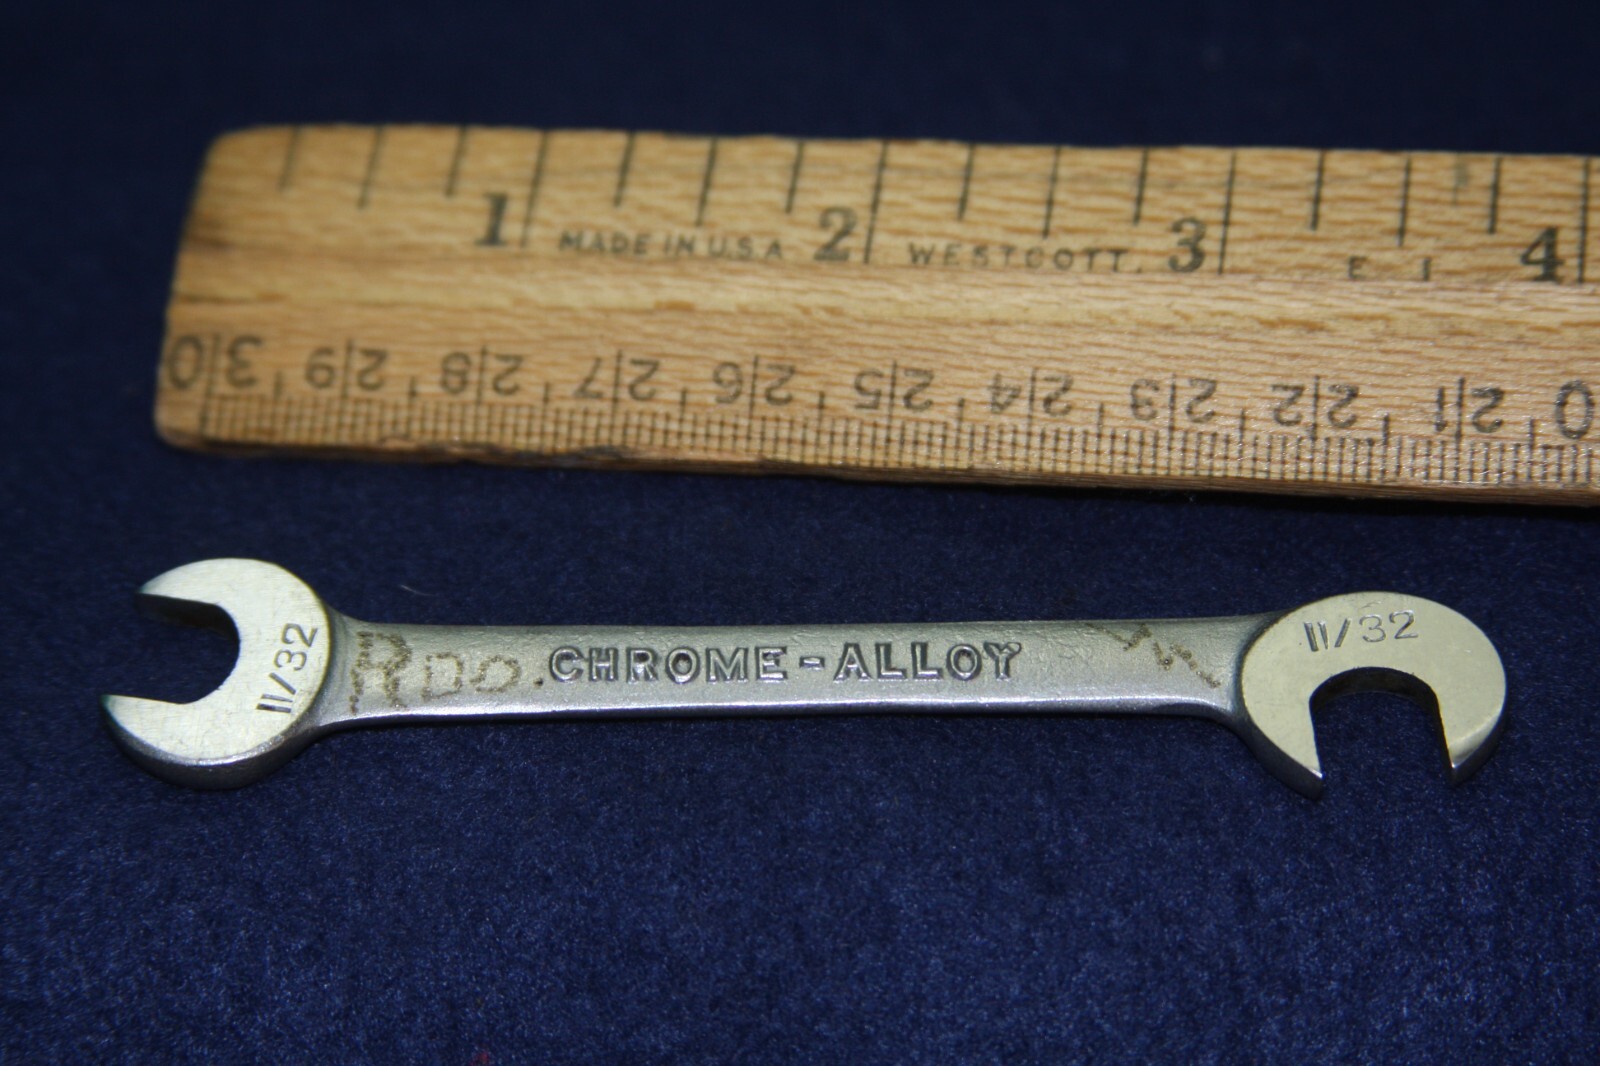 1 2 3 4
MADE IN U.S.A WESTCOTT.
30 29 28 27 26 25 24 23 22 21 20
11/32
CHROME-ALLOY
11/32